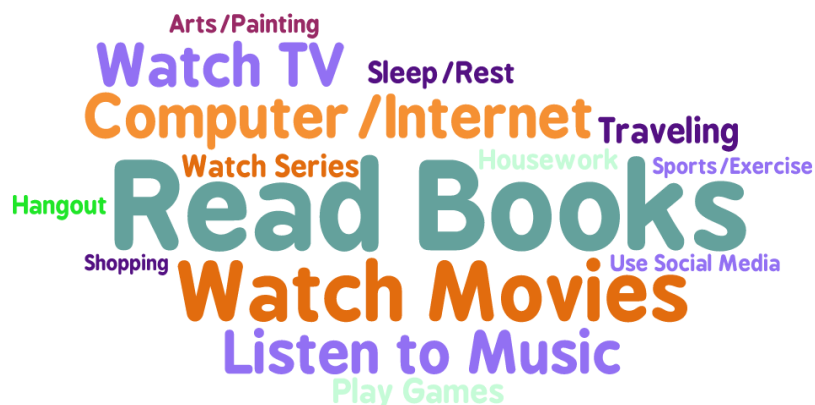 Arts/Painting
Watch TV
Sleep/Rest
Computer/Internet
Traveling
Watch Series
Housework
Sports/Exercise
Hangout
Read Books
Shopping
Use Social Media
Watch Movies
Listen to Music
Play Games